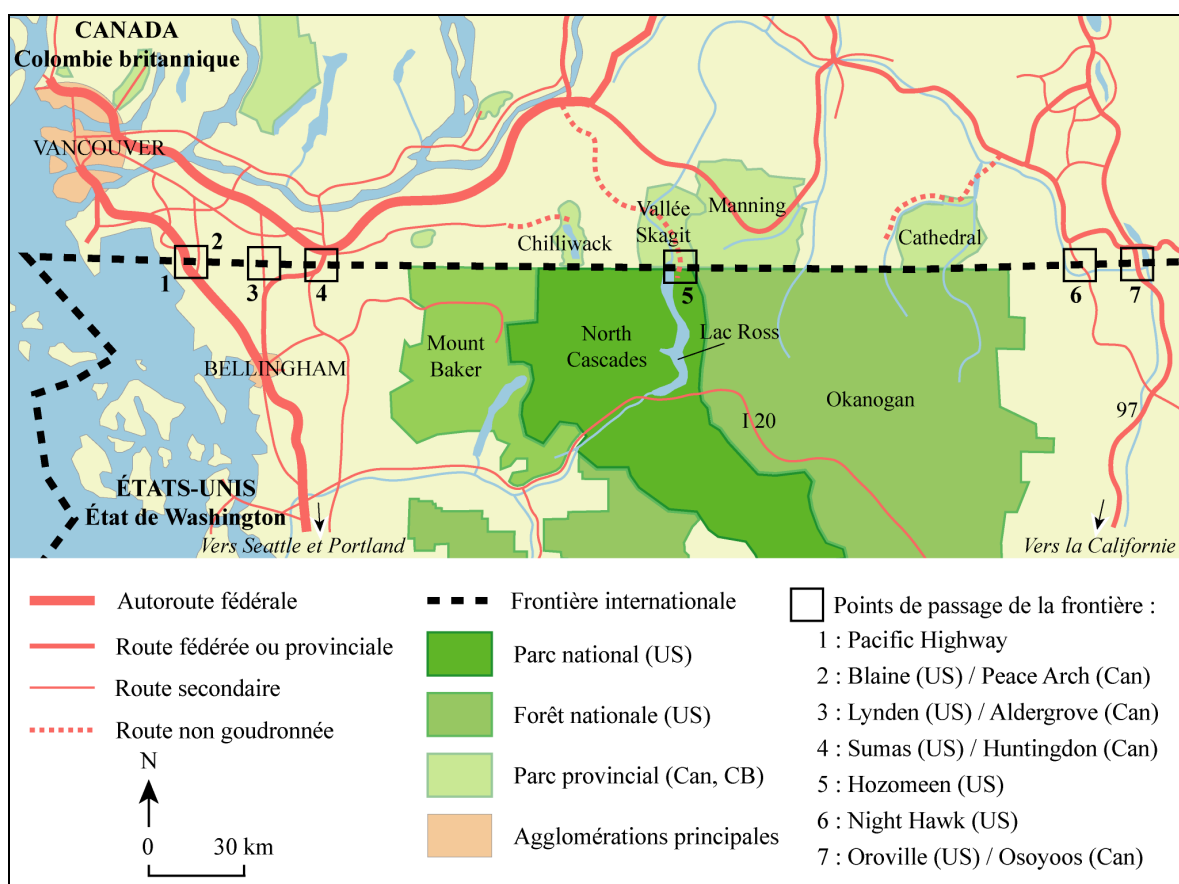 CANADA
Colombie britannique
VANCOUVER
Chilliwack
Vallée
Skagit
Manning
Cathedral
1
2
3
4
5
6
7
BELLINGHAM
Mount
Baker
North
Cascades
Lac Ross
Okanogan
I 20
97
ÉTATS-UNIS
État de Washington
Vers Seattle et Portland
Vers la Californie
Autoroute fédérale
Route fédérée ou provinciale
Route secondaire
Route non goudronnée
N
0 30 km
Frontière internationale
Parc national (US)
Forêt nationale (US)
Parc provincial (Can, CB)
Agglomérations principales
Points de passage de la frontière :
1 : Pacific Highway
2 : Blaine (US) / Peace Arch (Can)
3 : Lynden (US) / Aldergrove (Can)
4 : Sumas (US) / Huntingdon (Can)
5 : Hozomeen (US)
6 : Night Hawk (US)
7 : Oroville (US) / Osoyoos (Can)